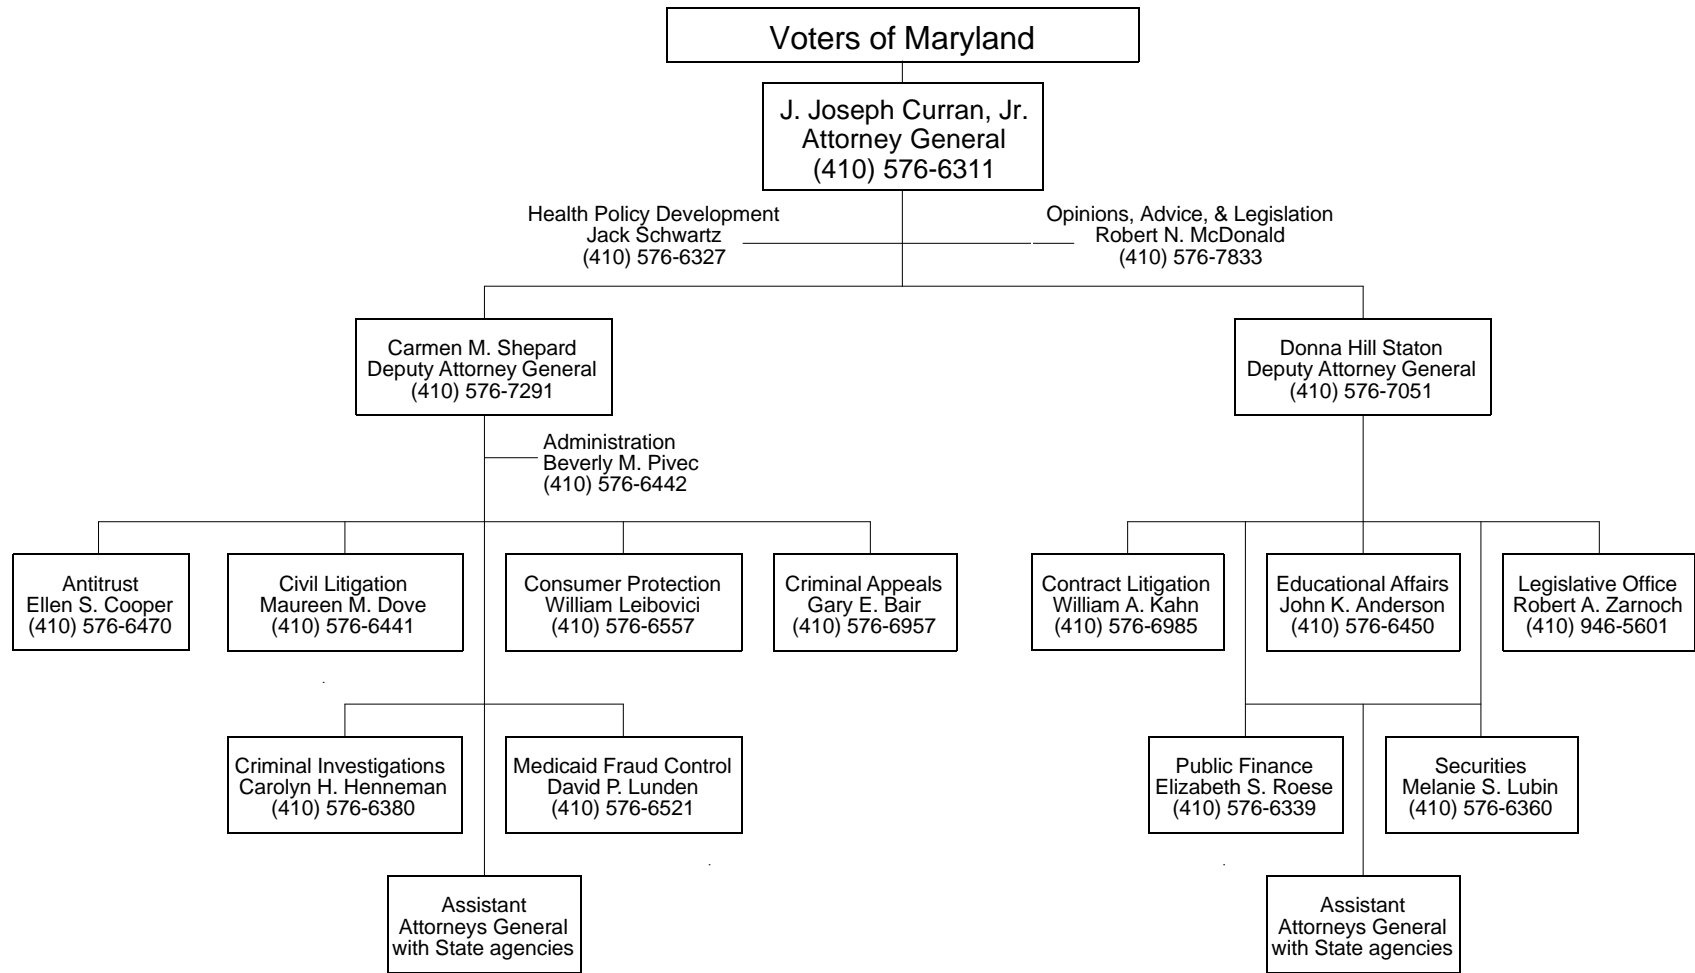 Voters of Maryland
J. Joseph Curran, Jr.
Attorney General
(410) 576-6311
Health Policy Development
Jack Schwartz
(410) 576-6327
Opinions, Advice, & Legislation
Robert N. McDonald
(410) 576-7833
Carmen M. Shepard
Deputy Attorney General
(410) 576-7291
Donna Hill Staton
Deputy Attorney General
(410) 576-7051
Administration
Beverly M. Pivec
(410) 576-6442
Antitrust
Ellen S. Cooper
(410) 576-6470
Civil Litigation
Maureen M. Dove
(410) 576-6441
Consumer Protection
William Leibovici
(410) 576-6557
Criminal Appeals
Gary E. Bair
(410) 576-6957
Contract Litigation
William A. Kahn
(410) 576-6985
Educational Affairs
John K. Anderson
(410) 576-6450
Legislative Office
Robert A. Zarnoch
(410) 946-5601
Criminal Investigations
Carolyn H. Henneman
(410) 576-6380
Medicaid Fraud Control
David P. Lunden
(410) 576-6521
Public Finance
Elizabeth S. Roese
(410) 576-6339
Securities
Melanie S. Lubin
(410) 576-6360
Assistant
Attorneys General
with State agencies
Assistant
Attorneys General
with State agencies